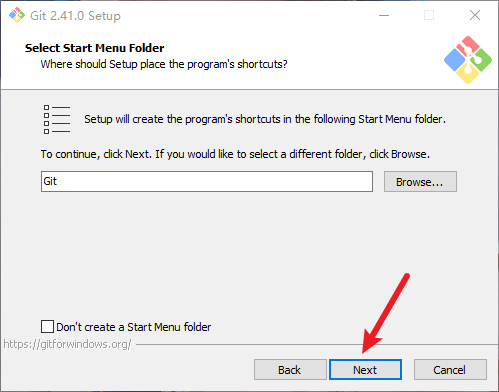 Git 2.41.0 Setup
Select Start Menu Folder
Where should Setup place the program's shortcuts?
Setup will create the program's shortcuts in the following Start Menu folder.
To continue, click Next. If you would like to select a different folder, click Browse.
Git
Browse...
Don't create a Start Menu folder
https://gitforwindows.org/
Back
Next
Cancel